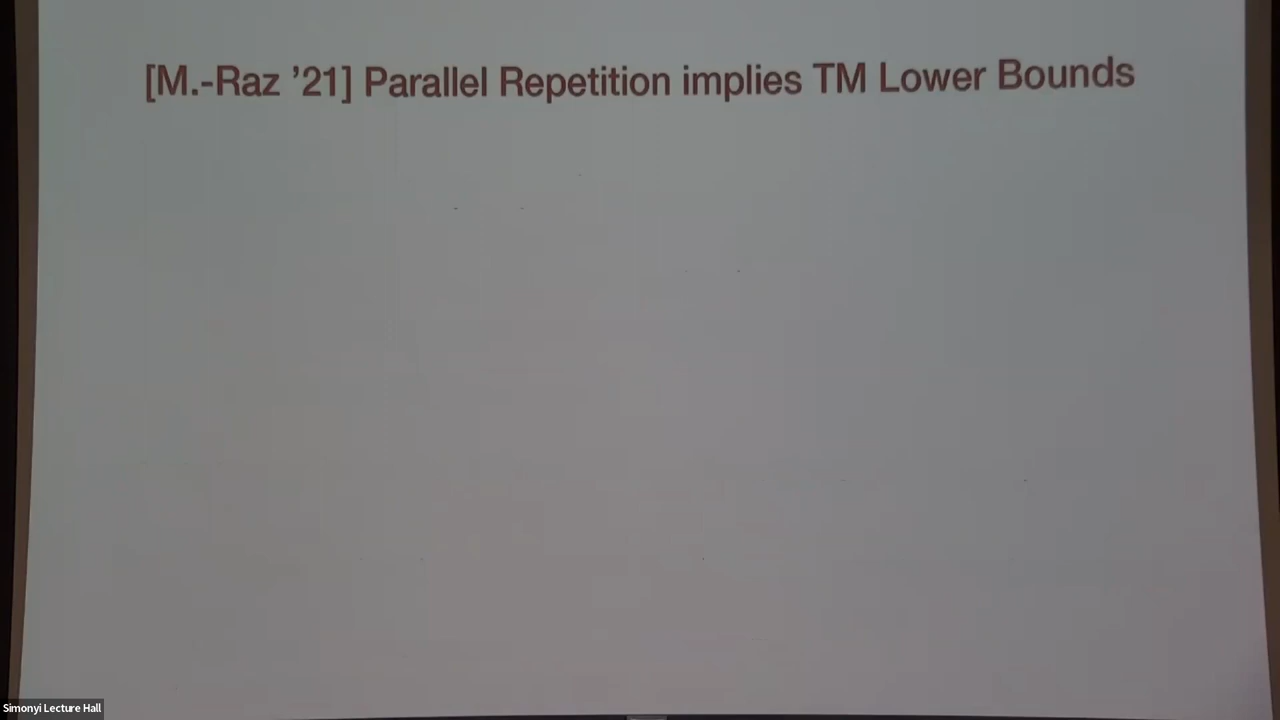 [M.-Raz ’21] Parallel Repetition implies TM Lower Bounds
Simonyi Lecture Hall